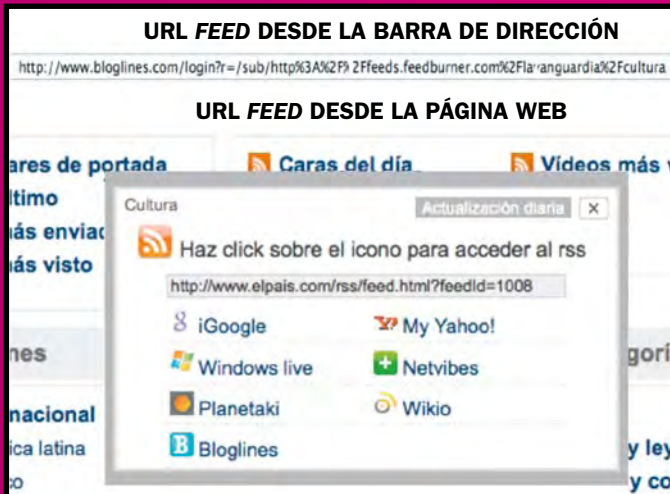 URL FEED DESDE LA BARRA DE DIRECCIÓN
http://www.bloglines.com/login?r=/sub/http%3A%2F% 2Ffeeds.feedburner.com%2Fla anguardia%2Fcultura
URL FEED DESDE LA PÁGINA WEB
ares de portada
Caras del día
Vídeos más v
ltimo
ás enviad
ás visto
Cultura
Actualización diaria
x
Haz click sobre el icono para acceder al rss
http://www.elpais.com/rss/feed.html?feedId=1008
iGoogle
My Yahoo!
Windows live
Netvibes
Planetaki
Wikio
Bloglines
nes
gorí
nacional
ica latina
co
y ley
y co